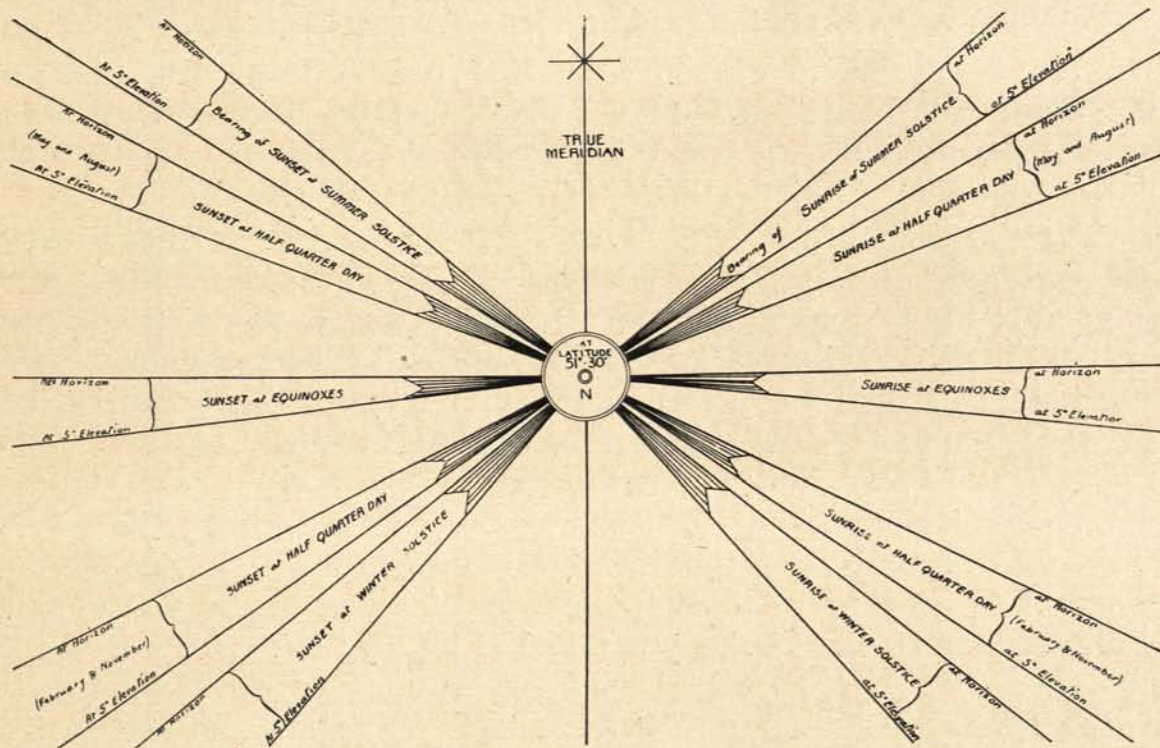 At Horizon
At 5° Elevation
Bearing of SUNSET at SUMMER SOLSTICE
At Horizon
(May and August)
At 5° Elevation
SUNSET at HALF QUARTER DAY
TRUE
MERIDIAN
at Horizon
at 5° Elevation
Bearing of SUNRISE at SUMMER SOLSTICE
at Horizon
(May and August)
at 5° Elevation
SUNRISE at HALF QUARTER DAY
AT
LATITUDE
51°-30'
N
Horizon
At 5° Elevation
SUNSET at EQUINOXES
SUNRISE at EQUINOXES
at Horizon
at 5° Elevation
SUNSET at HALF QUARTER DAY
At Horizon
(February & November)
At 5° Elevation
SUNSET at WINTER SOLSTICE
At Horizon
At 5° Elevation
SUNRISE at HALF QUARTER DAY
at Horizon
(February & November)
at 5° Elevation
SUNRISE at WINTER SOLSTICE
at Horizon
at 5° Elevation